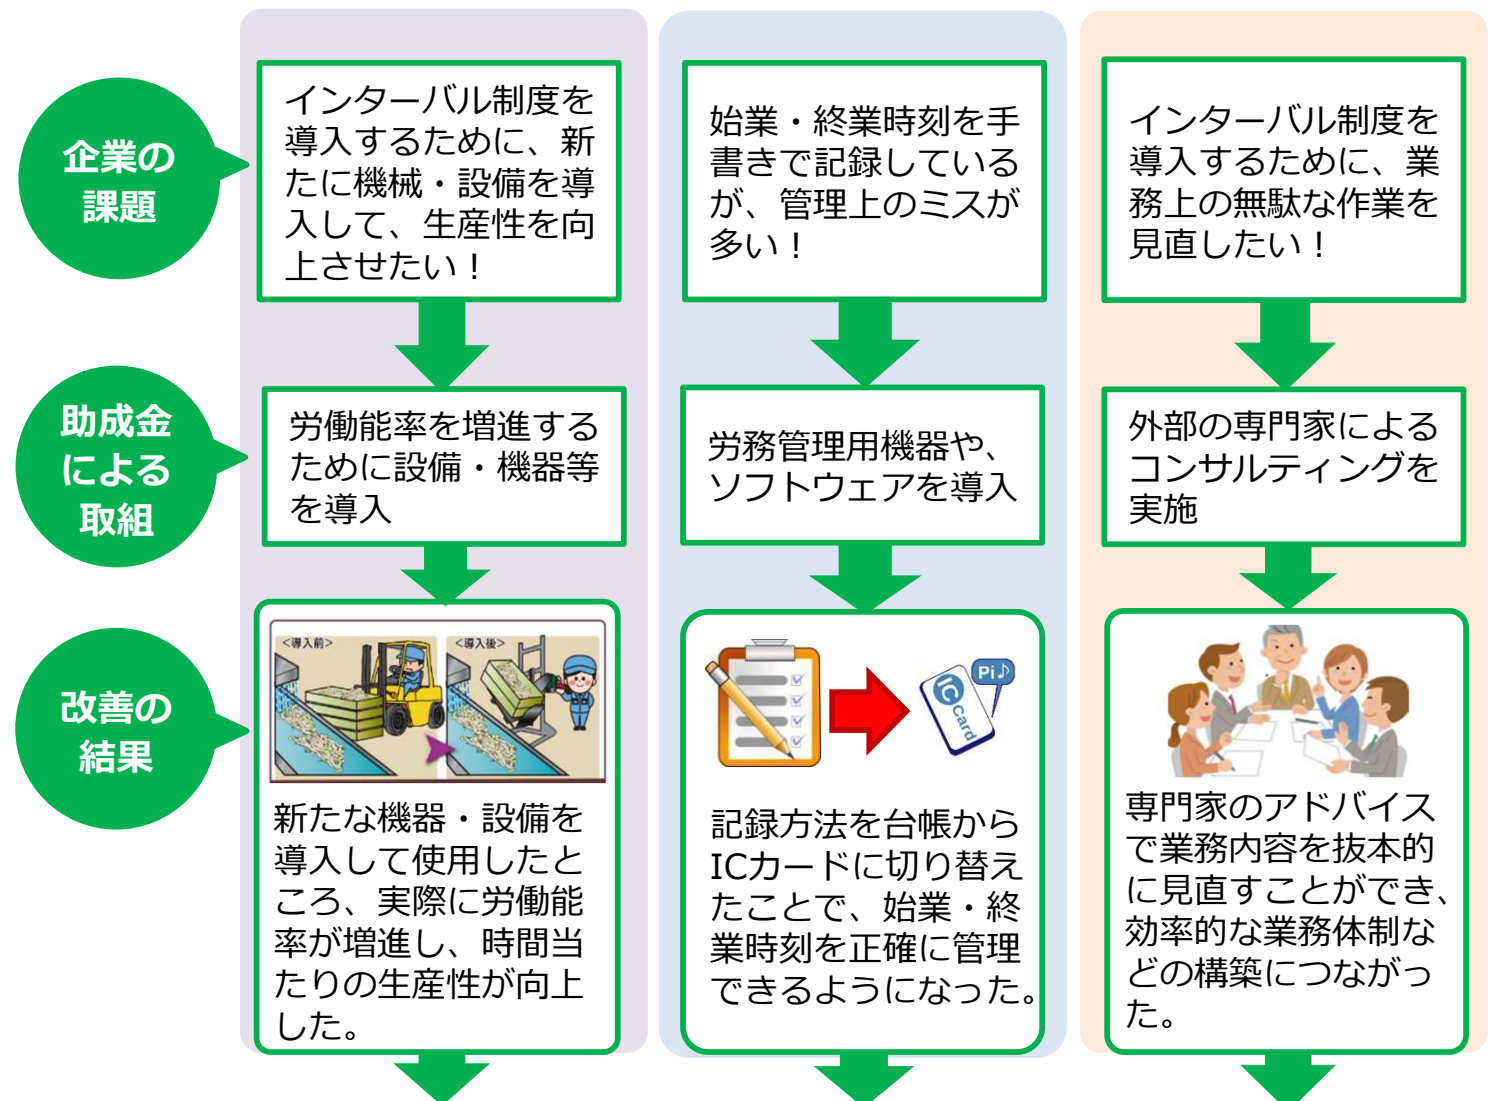 企業の
課題
インターバル制度を
導入するために、新
たに機械・設備を導
入して、生産性を向
上させたい！
始業・終業時刻を手
書きで記録している
が、管理上のミスが
多い！
インターバル制度を
導入するために、業
務上の無駄な作業を
見直したい！
助成金
による
取組
労働能率を増進する
ために設備・機器等
を導入
労務管理用機器や、
ソフトウェアを導入
外部の専門家による
コンサルティングを
実施
改善の
結果
<導入前>
<導入後>
新たな機器・設備を
導入して使用したと
ころ、実際に労働能
率が増進し、時間当
たりの生産性が向上
した。
Pi♪
IC
Card
記録方法を台帳から
ICカードに切り替え
たことで、始業・終
業時刻を正確に管理
できるようになった。
専門家のアドバイス
で業務内容を抜本的
に見直すことができ、
効率的な業務体制な
どの構築につながっ
た。